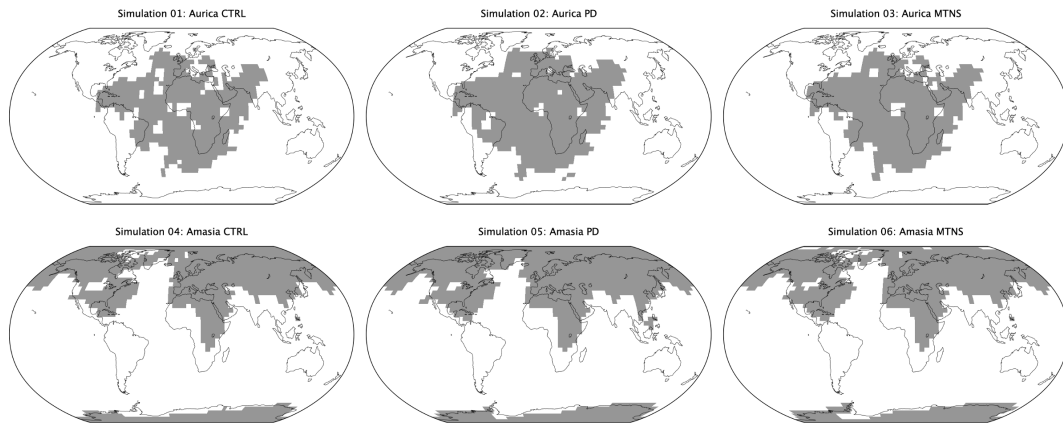 Simulation 01: Aurica CTRL
Simulation 02: Aurica PD
Simulation 03: Aurica MTNS
Simulation 04: Amasia CTRL
Simulation 05: Amasia PD
Simulation 06: Amasia MTNS